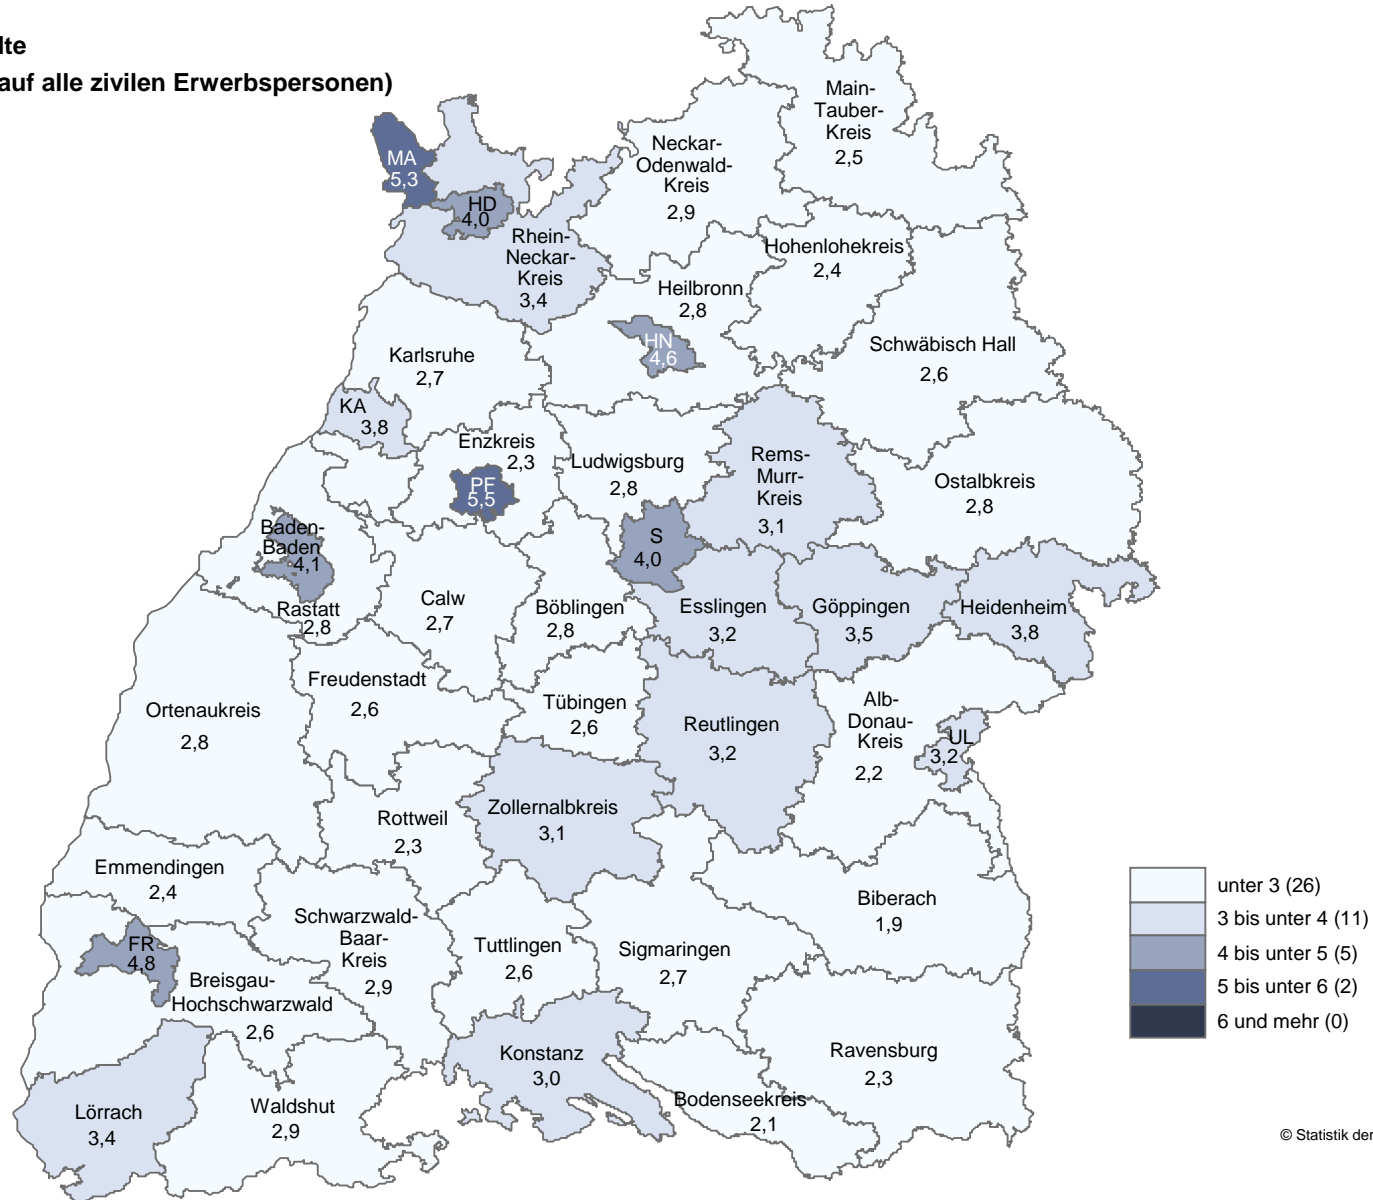 lte
auf alle zivilen Erwerbspersonen)
Main-
Tauber-
Kreis
2,5
Neckar-
Odenwald-
Kreis
2,9
MA
5,3
HD
4,0
Rhein-
Neckar-
Kreis
3,4
Hohenlohekreis
2,4
Heilbronn
2,8
HN
4,6
Schwäbisch Hall
2,6
Karlsruhe
2,7
KA
3,8
Enzkreis
2,3
PF
5,5
Ludwigsburg
2,8
Rems-
Murr-
Kreis
3,1
Ostalbkreis
2,8
Baden-
Baden
4,1
Rastatt
2,8
S
4,0
Calw
2,7
Böblingen
2,8
Esslingen
3,2
Göppingen
3,5
Heidenheim
3,8
Freudenstadt
2,6
Tübingen
2,6
Ortenaukreis
2,8
Reutlingen
3,2
Alb-
Donau-
Kreis
2,2
UL
3,2
Rottweil
2,3
Zollernalbkreis
3,1
Emmendingen
2,4
Biberach
1,9
Schwarzwald-
Baar-
Kreis
2,9
FR
4,8
Breisgau-
Hochschwarzwald
2,6
Tuttlingen
2,6
Sigmaringen
2,7
Konstanz
3,0
Ravensburg
2,3
Bodenseekreis
2,1
Lörrach
3,4
Waldshut
2,9
unter 3 (26)
3 bis unter 4 (11)
4 bis unter 5 (5)
5 bis unter 6 (2)
6 und mehr (0)
© Statistik der